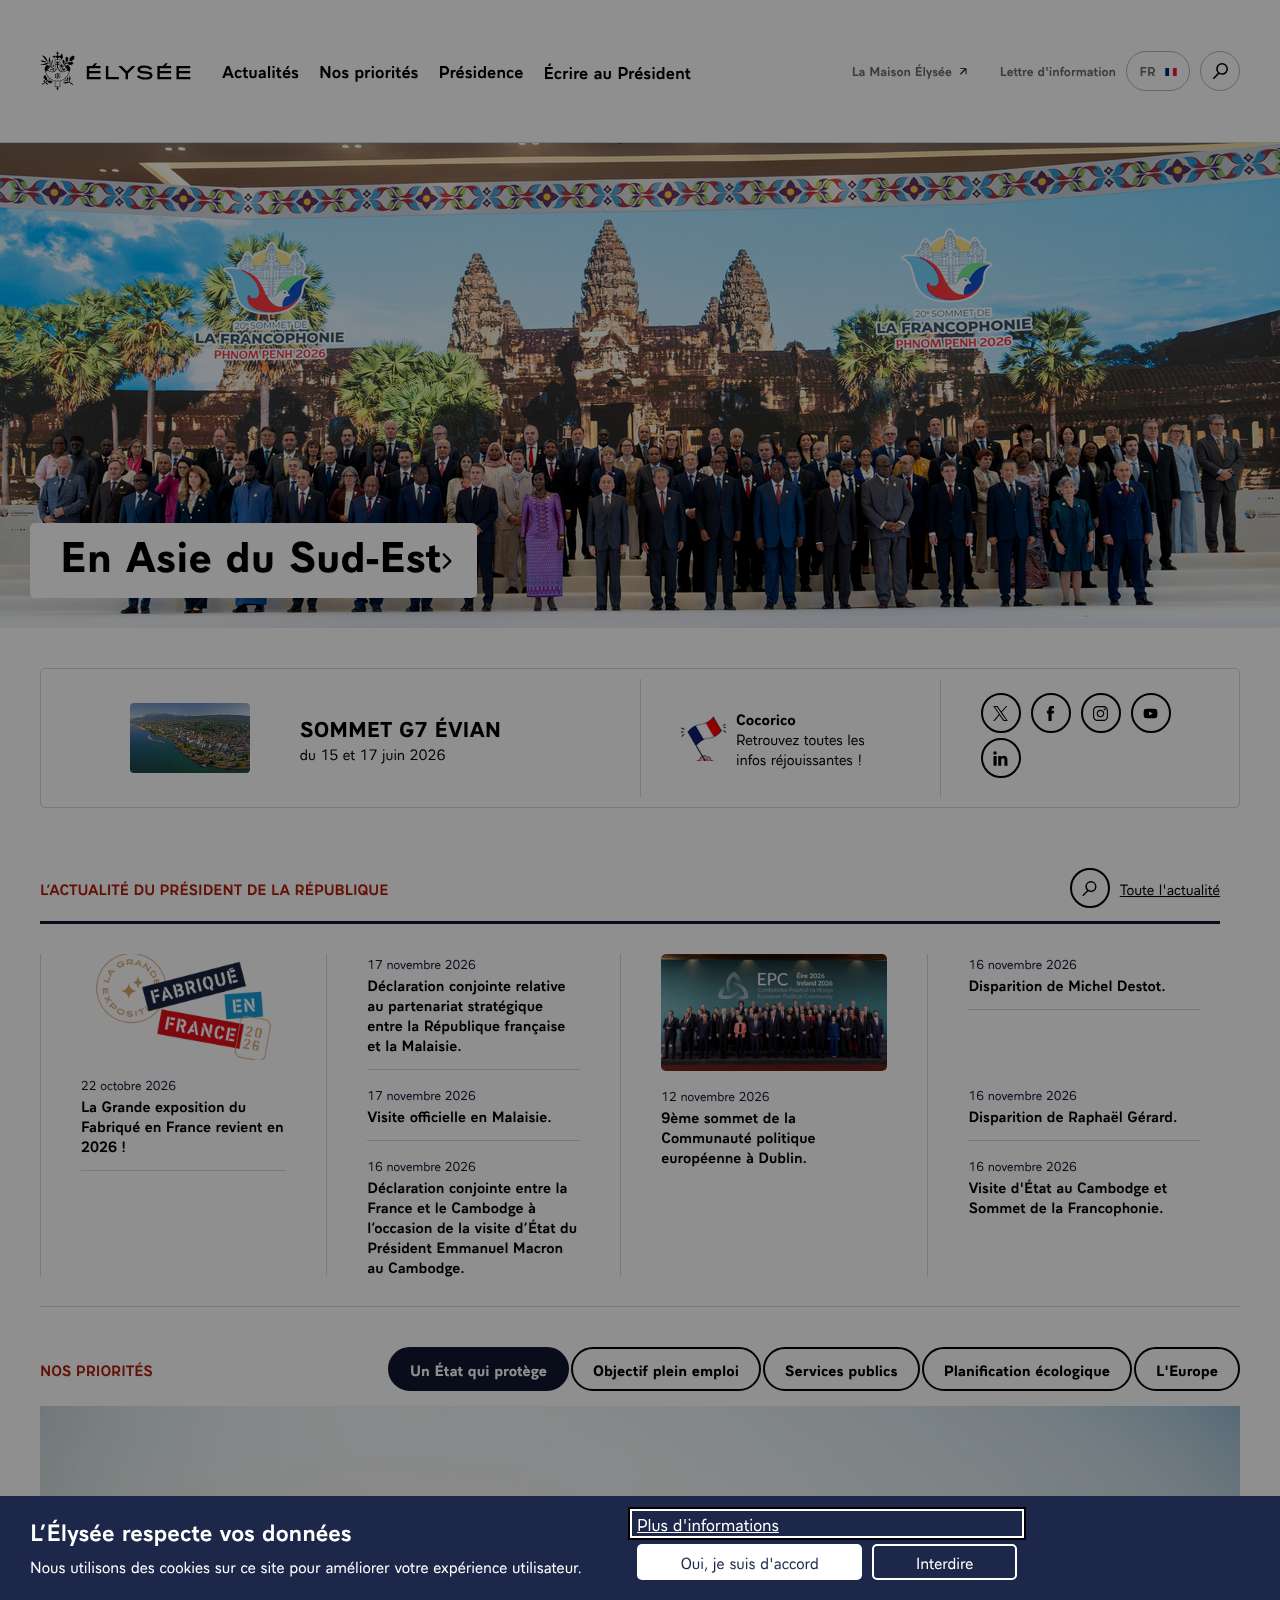 ÉLYSÉE
Actualités
Nos priorités
Présidence
Écrire au Président
La Maison Élysée
Lettre d'information
FR
20e SOMMET DE
LA FRANCOPHONIE
PHNOM PENH 2026
20e SOMMET DE
LA FRANCOPHONIE
PHNOM PENH 2026
En Asie du Sud-Est
SOMMET G7 ÉVIAN
du 15 et 17 juin 2026
Cocorico
Retrouvez toutes les
infos réjouissantes !
L'ACTUALITÉ DU PRÉSIDENT DE LA RÉPUBLIQUE
Toute l'actualité
LA GRANDE EXPOSITION
FABRIQUÉ
EN
FRANCE
20
26
22 octobre 2026
La Grande exposition du
Fabriqué en France revient en
2026 !
17 novembre 2026
Déclaration conjointe relative
au partenariat stratégique
entre la République française
et la Malaisie.
17 novembre 2026
Visite officielle en Malaisie.
16 novembre 2026
Déclaration conjointe entre la
France et le Cambodge à
l’occasion de la visite d’État du
Président Emmanuel Macron
au Cambodge.
EPC
Éire 2026
Ireland 2026
European Political Community
12 novembre 2026
9ème sommet de la
Communauté politique
européenne à Dublin.
16 novembre 2026
Disparition de Michel Destot.
16 novembre 2026
Disparition de Raphaël Gérard.
16 novembre 2026
Visite d'État au Cambodge et
Sommet de la Francophonie.
NOS PRIORITÉS
Un État qui protège
Objectif plein emploi
Services publics
Planification écologique
L'Europe
L’Élysée respecte vos données
Nous utilisons des cookies sur ce site pour améliorer votre expérience utilisateur.
Plus d'informations
Oui, je suis d'accord
Interdire